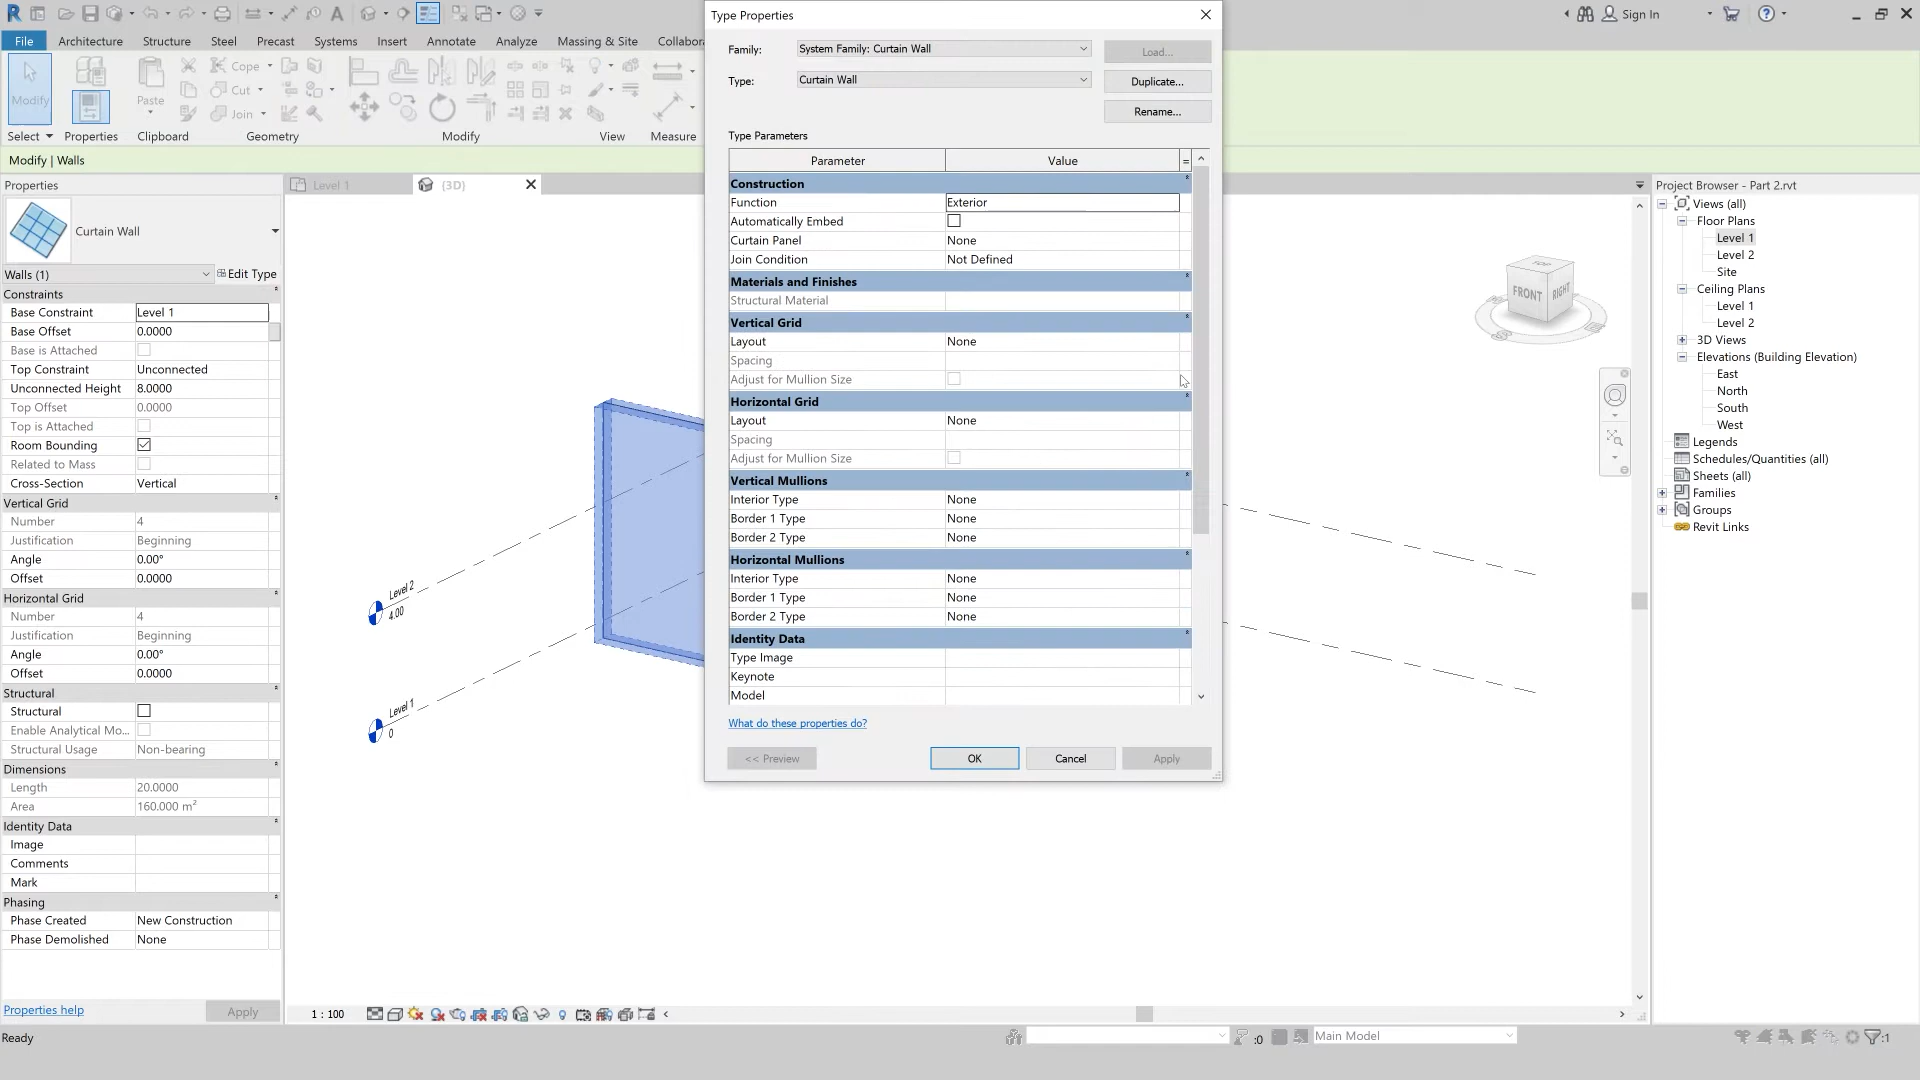 Sign In
File Architecture Structure Steel Precast Systems Insert Annotate Analyze Massing & Site Collabor
Modify
Paste
Cope
Cut
Join
Select Properties Clipboard Geometry Modify View Measure
Modify | Walls
Properties
Curtain Wall
Walls (1) Edit Type
Constraints
Base Constraint Level 1
Base Offset 0.0000
Base is Attached
Top Constraint Unconnected
Unconnected Height 8.0000
Top Offset 0.0000
Top is Attached
Room Bounding
Related to Mass
Cross-Section Vertical
Vertical Grid
Number 4
Justification Beginning
Angle 0.00°
Offset 0.0000
Horizontal Grid
Number 4
Justification Beginning
Angle 0.00°
Offset 0.0000
Structural
Structural
Enable Analytical Mo...
Structural Usage Non-bearing
Dimensions
Length 20.0000
Area 160.000 m²
Identity Data
Image
Comments
Mark
Phasing
Phase Created New Construction
Phase Demolished None
Properties help Apply
Ready
Level 1 (3D)
Level 2
4.00
Level 1
0
TOP
FRONT RIGHT
1 : 100
:0
Main Model
:1
Type Properties
Family: System Family: Curtain Wall Load...
Type: Curtain Wall Duplicate...
Rename...
Type Parameters
Parameter Value =
Construction
Function Exterior
Automatically Embed
Curtain Panel None
Join Condition Not Defined
Materials and Finishes
Structural Material
Vertical Grid
Layout None
Spacing
Adjust for Mullion Size
Horizontal Grid
Layout None
Spacing
Adjust for Mullion Size
Vertical Mullions
Interior Type None
Border 1 Type None
Border 2 Type None
Horizontal Mullions
Interior Type None
Border 1 Type None
Border 2 Type None
Identity Data
Type Image
Keynote
Model
What do these properties do?
<< Preview OK Cancel Apply
Project Browser - Part 2.rvt
Views (all)
Floor Plans
Level 1
Level 2
Site
Ceiling Plans
Level 1
Level 2
3D Views
Elevations (Building Elevation)
East
North
South
West
Legends
Schedules/Quantities (all)
Sheets (all)
Families
Groups
Revit Links